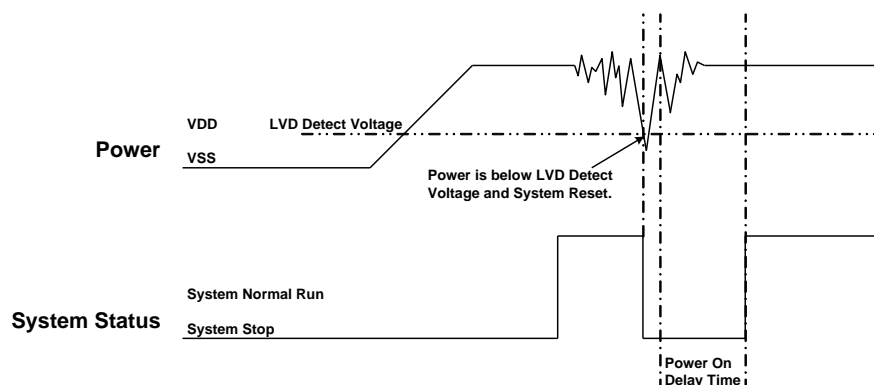 VDD
LVD Detect Voltage
Power
VSS
Power is below LVD Detect
Voltage and System Reset.
System Normal Run
System Status
System Stop
Power On
Delay Time